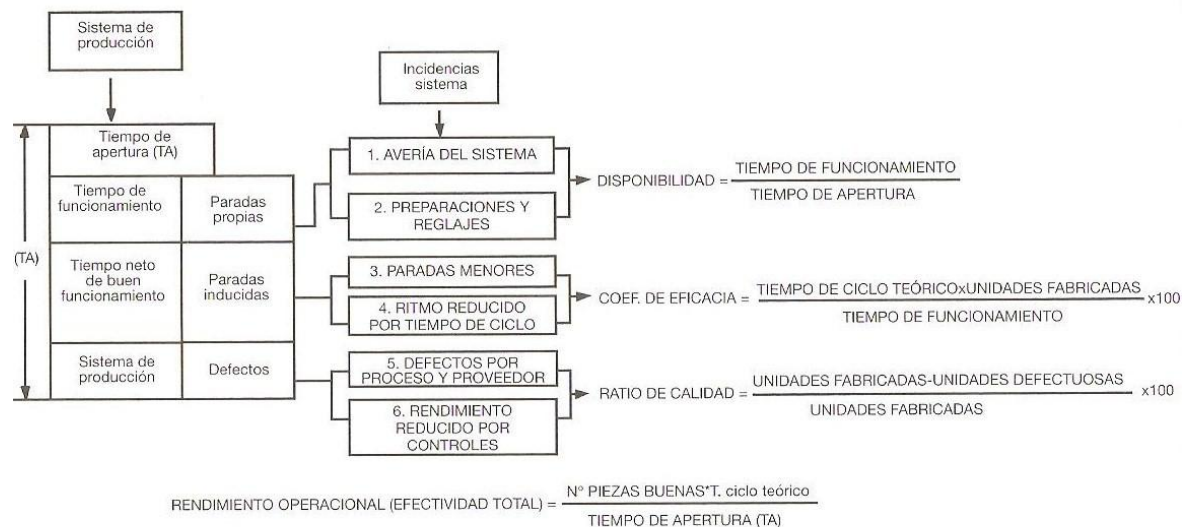 Sistema de
producción
Incidencias
sistema
(TA)
Tiempo de
apertura (TA)
Tiempo de
funcionamiento
Paradas
propias
Tiempo neto
de buen
funcionamiento
Paradas
inducidas
Sistema de
producción
Defectos
1. AVERÍA DEL SISTEMA
2. PREPARACIONES Y
REGLAJES
3. PARADAS MENORES
4. RITMO REDUCIDO
POR TIEMPO DE CICLO
5. DEFECTOS POR
PROCESO Y PROVEEDOR
6. RENDIMIENTO
REDUCIDO POR
CONTROLES
DISPONIBILIDAD = TIEMPO DE FUNCIONAMIENTO
TIEMPO DE APERTURA
COEF. DE EFICACIA = TIEMPO DE CICLO TEÓRICOxUNIDADES FABRICADAS x100
TIEMPO DE FUNCIONAMIENTO
RATIO DE CALIDAD = UNIDADES FABRICADAS-UNIDADES DEFECTUOSAS x100
UNIDADES FABRICADAS
RENDIMIENTO OPERACIONAL (EFECTIVIDAD TOTAL) = Nº PIEZAS BUENAS*T. ciclo teórico
TIEMPO DE APERTURA (TA)